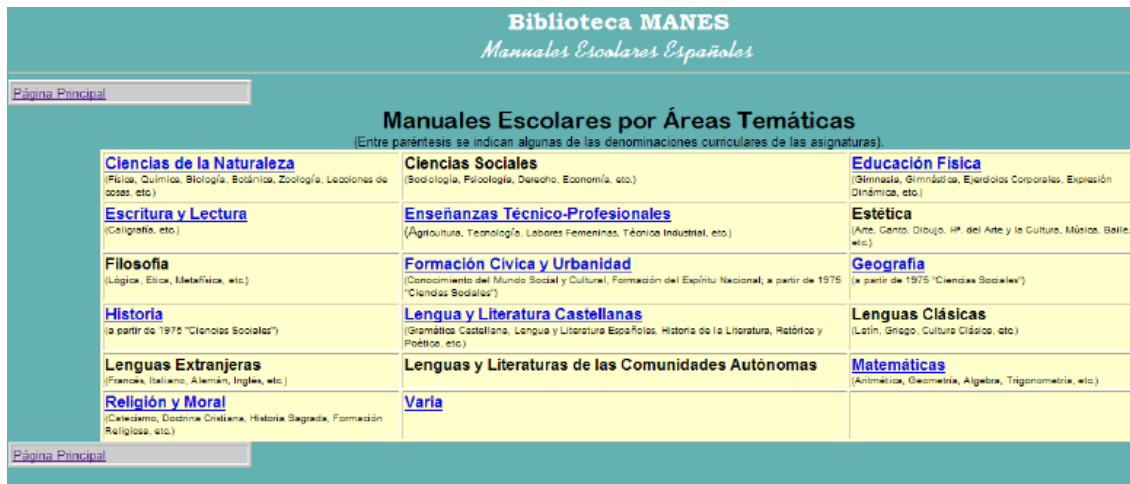 Biblioteca MANES
Manuales Escolares Españoles
Página Principal
Manuales Escolares por Áreas Temáticas
(Entre paréntesis se indican algunas de las denominaciones curriculares de las asignaturas).
Ciencias de la Naturaleza
(Física, Química, Biología, Botánica, Zoología, Lecciones de
cosas, etc.)
Ciencias Sociales
(Sociología, Psicología, Derecho, Economía, etc.)
Educación Física
(Gimnasia, Gimnástica, Ejercicios Corporales, Expresión
Dinámica, etc.)
Escritura y Lectura
(Caligrafía, etc.)
Enseñanzas Técnico-Profesionales
(Agricultura, Tecnología, Labores Femeninas, Técnica Industrial, etc.)
Estética
(Arte, Canto, Dibujo, Hª. del Arte y la Cultura, Música, Baile,
etc.)
Filosofía
(Lógica, Etica, Metafísica, etc.)
Formación Cívica y Urbanidad
(Conocimiento del Mundo Social y Cultural, Formación del Espíritu Nacional; a partir de 1975
"Ciencias Sociales")
Geografía
(a partir de 1975 "Ciencias Sociales")
Historia
(a partir de 1975 "Ciencias Sociales")
Lengua y Literatura Castellanas
(Gramática Castellana, Lengua y Literatura Españolas, Historia de la Literatura, Retórica y
Poética, etc.)
Lenguas Clásicas
(Latín, Griego, Cultura Clásica, etc.)
Lenguas Extranjeras
(Francés, Italiano, Alemán, Inglés, etc.)
Lenguas y Literaturas de las Comunidades Autónomas
Matemáticas
(Aritmética, Geometría, Algebra, Trigonometría, etc.)
Religión y Moral
(Catecismo, Doctrina Cristiana, Historia Sagrada, Formación
Religiosa, etc.)
Varia
Página Principal